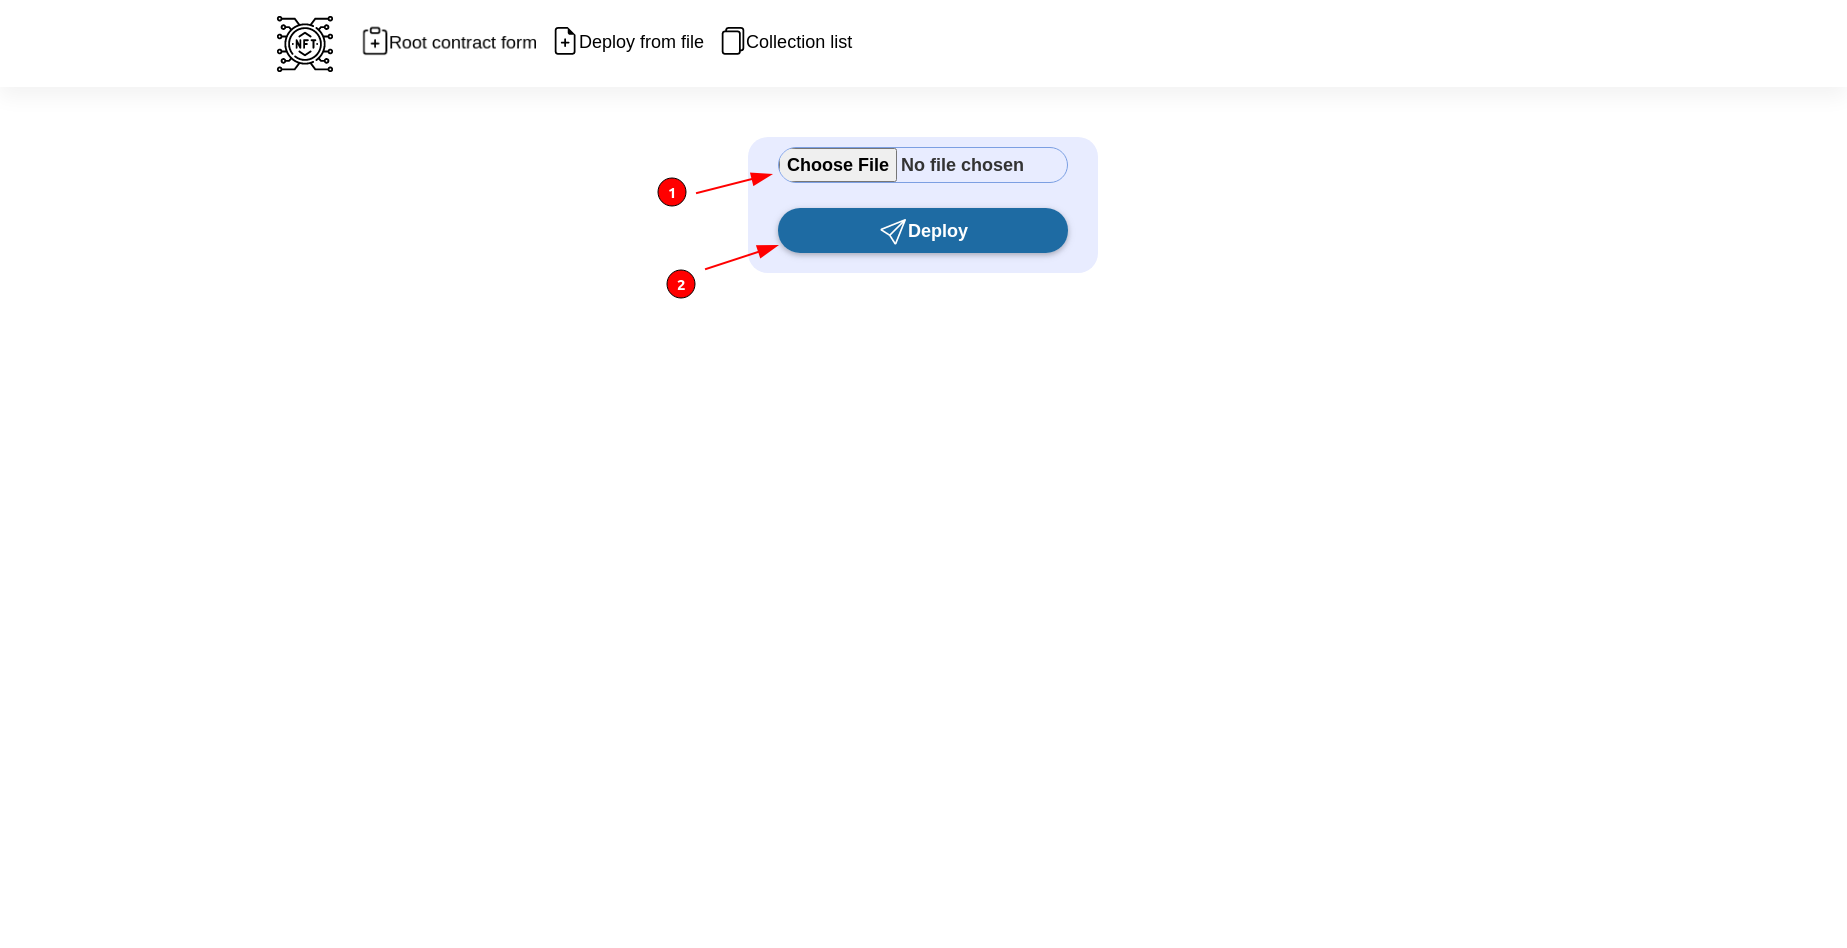 NFT
Root contract form
Deploy from file
Collection list
Choose File No file chosen
1
Deploy
2